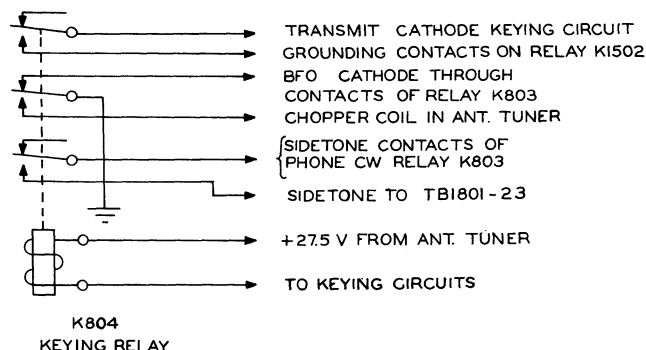 TRANSMIT CATHODE KEYING CIRCUIT
GROUNDING CONTACTS ON RELAY K1502
BFO CATHODE THROUGH
CONTACTS OF RELAY K803
CHOPPER COIL IN ANT. TUNER
SIDETONE CONTACTS OF
PHONE CW RELAY K803
SIDETONE TO TB1801-23
+27.5 V FROM ANT. TUNER
TO KEYING CIRCUITS
K804
KEYING RELAY